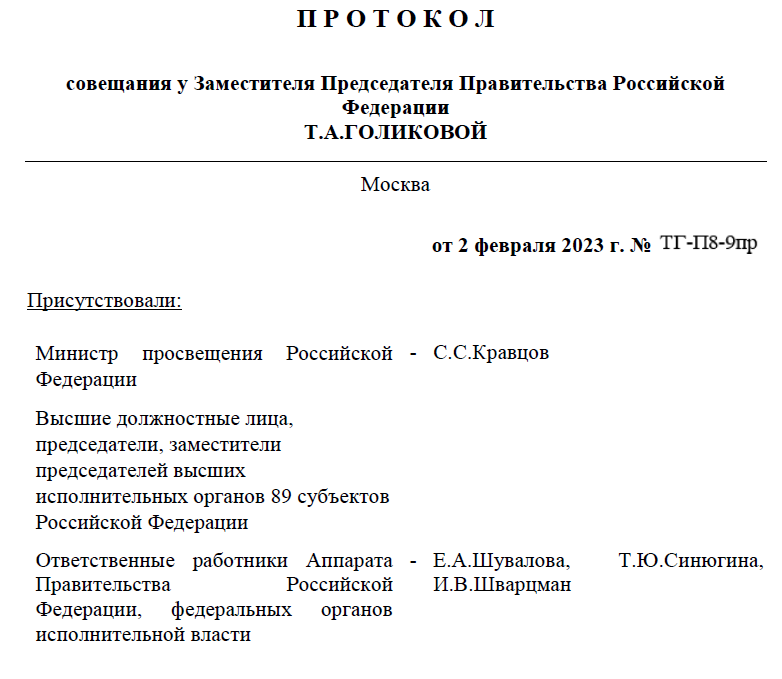 П Р О Т О К О Л
совещания у Заместителя Председателя Правительства Российской
Федерации
Т.А.ГОЛИКОВОЙ
Москва
от 2 февраля 2023 г. № ТГ-П8-9пр
Присутствовали:
Министр просвещения Российской - С.С.Кравцов
Федерации
Высшие должностные лица,
председатели, заместители
председателей высших
исполнительных органов 89 субъектов
Российской Федерации
Ответственные работники Аппарата - Е.А.Шувалова, Т.Ю.Синюгина,
Правительства Российской И.В.Шварцман
Федерации, федеральных органов
исполнительной власти